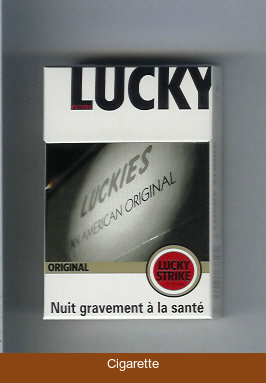 LUCKY
FILTERS
LUCKIES
AN AMERICAN ORIGINAL
ORIGINAL
LUCKY
STRIKE
Nuit gravement à la santé
Cigarette